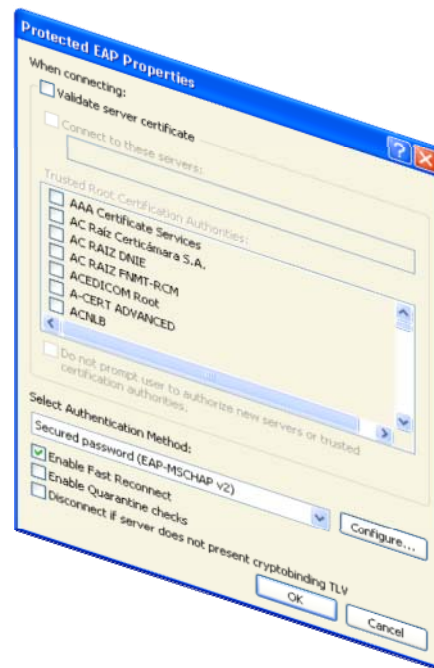 Protected EAP Properties
When connecting:
Validate server certificate
Connect to these servers:
Trusted Root Certification Authorities:
AAA Certificate Services
AC Raíz Certicámara S.A.
AC RAIZ DNIE
AC RAIZ FNMT-RCM
ACEDICOM Root
A-CERT ADVANCED
ACNLB
Do not prompt user to authorize new servers or trusted
certification authorities.
Select Authentication Method:
Secured password (EAP-MSCHAP v2)
Configure...
Enable Fast Reconnect
Enable Quarantine checks
Disconnect if server does not present cryptobinding TLV
OK
Cancel